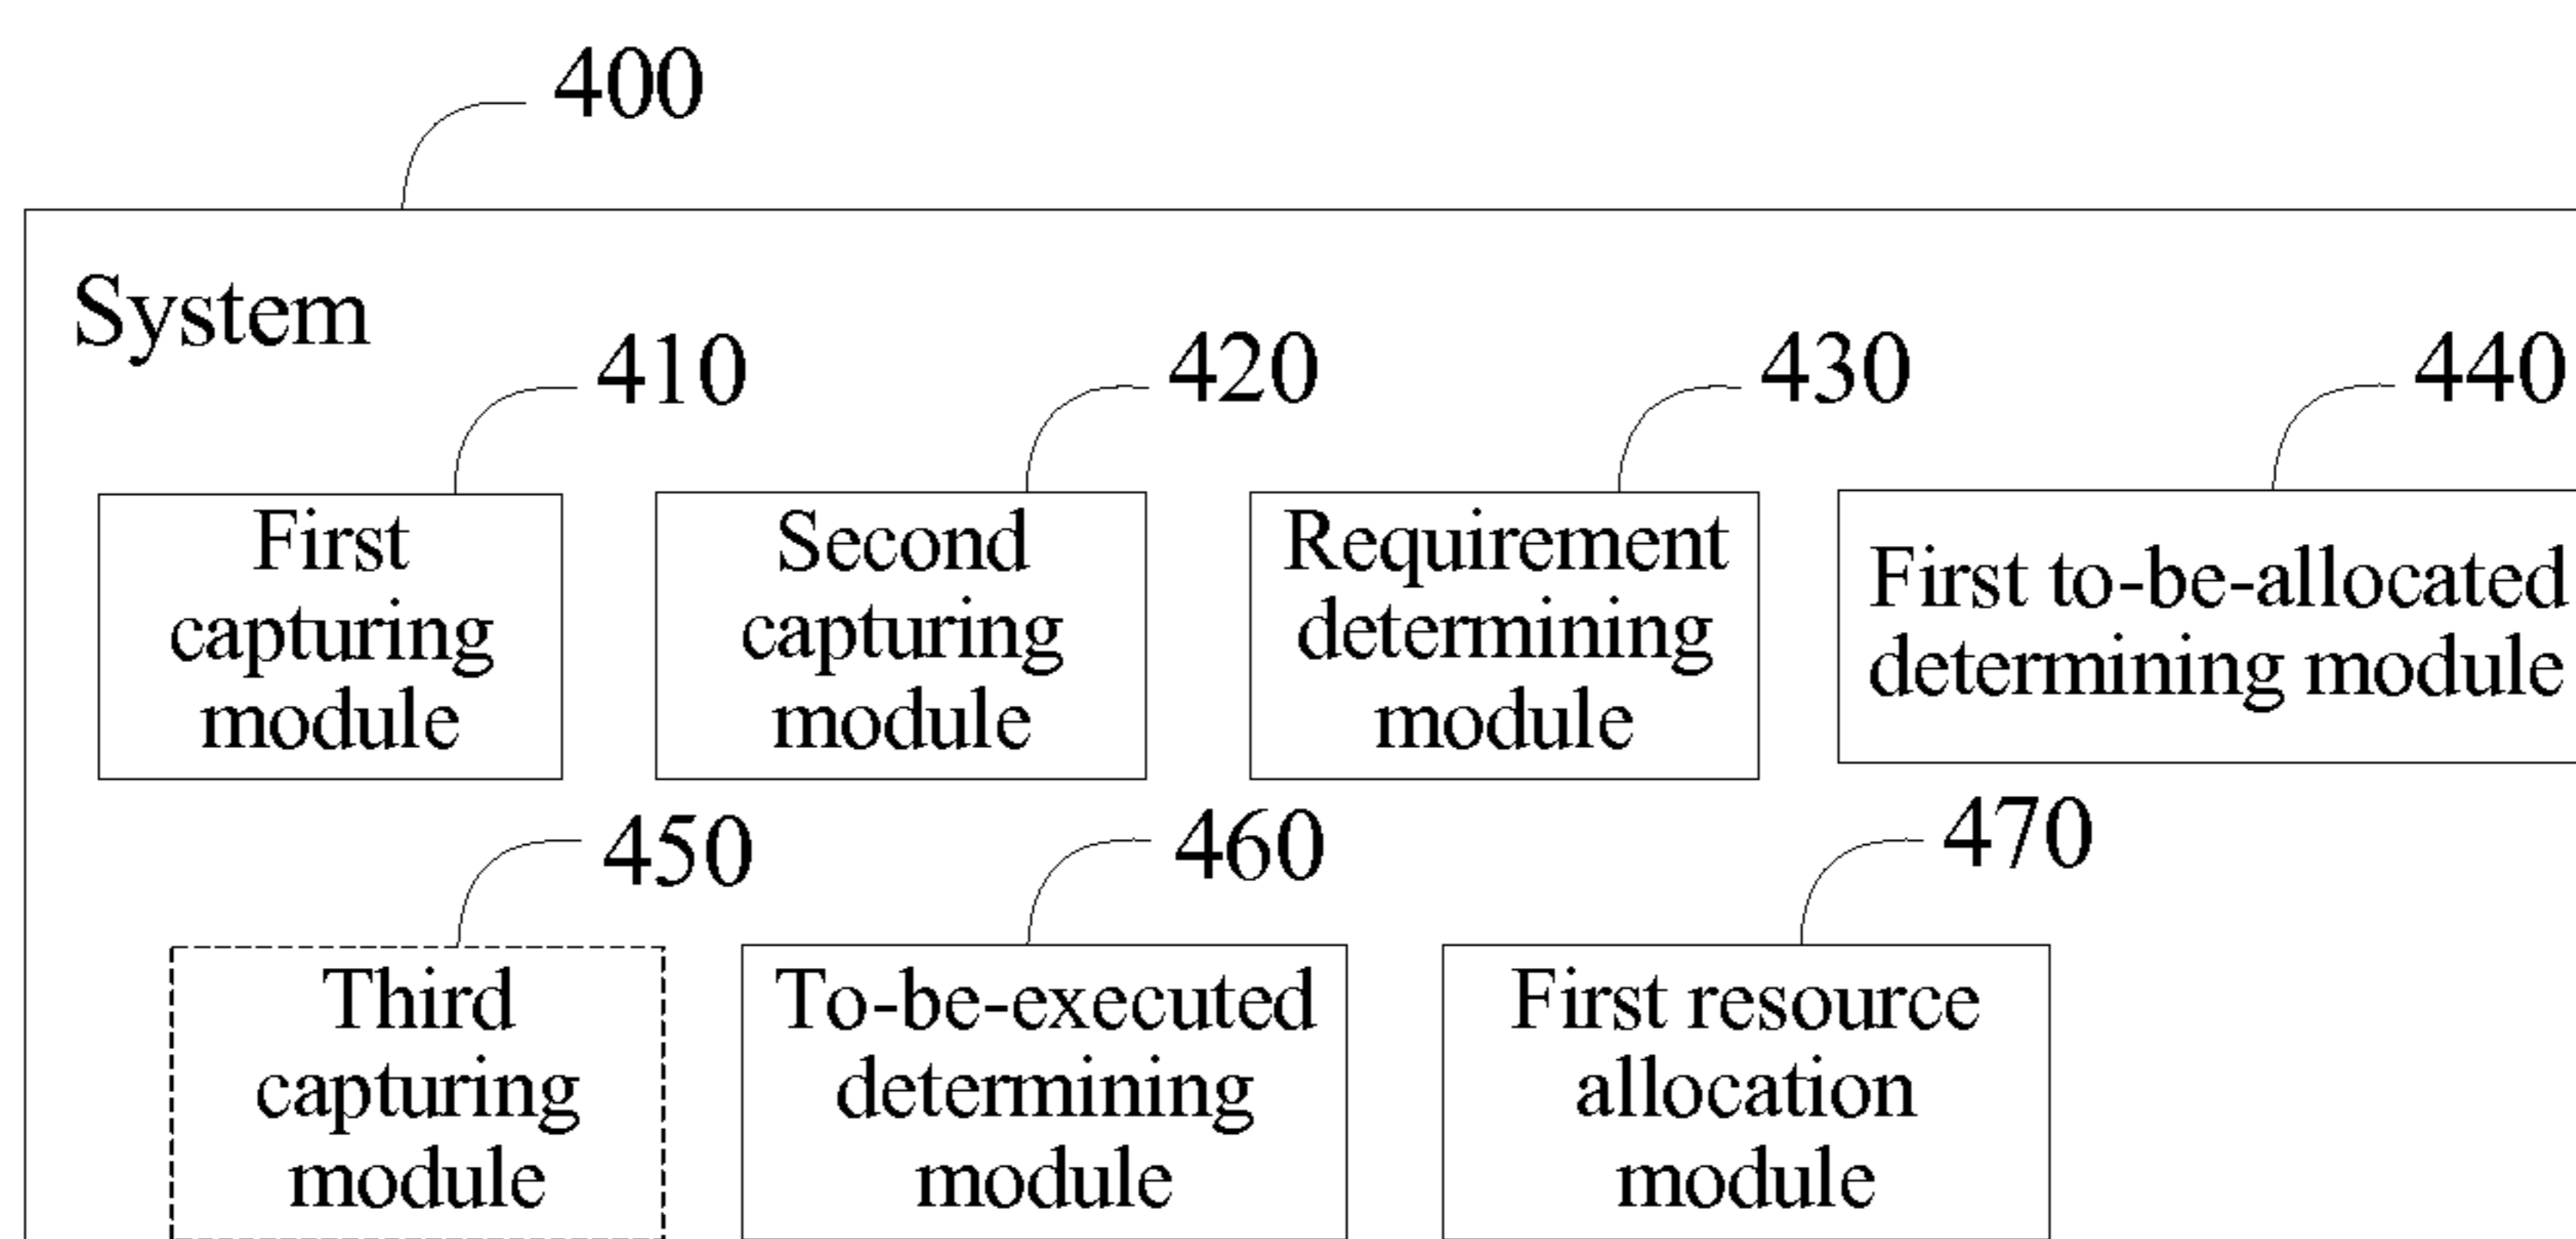 400
System
410
420
430
440
First
capturing
module
Second
capturing
module
Requirement
determining
module
First to-be-allocated
determining module
450
460
470
Third
capturing
module
To-be-executed
determining
module
First resource
allocation
module